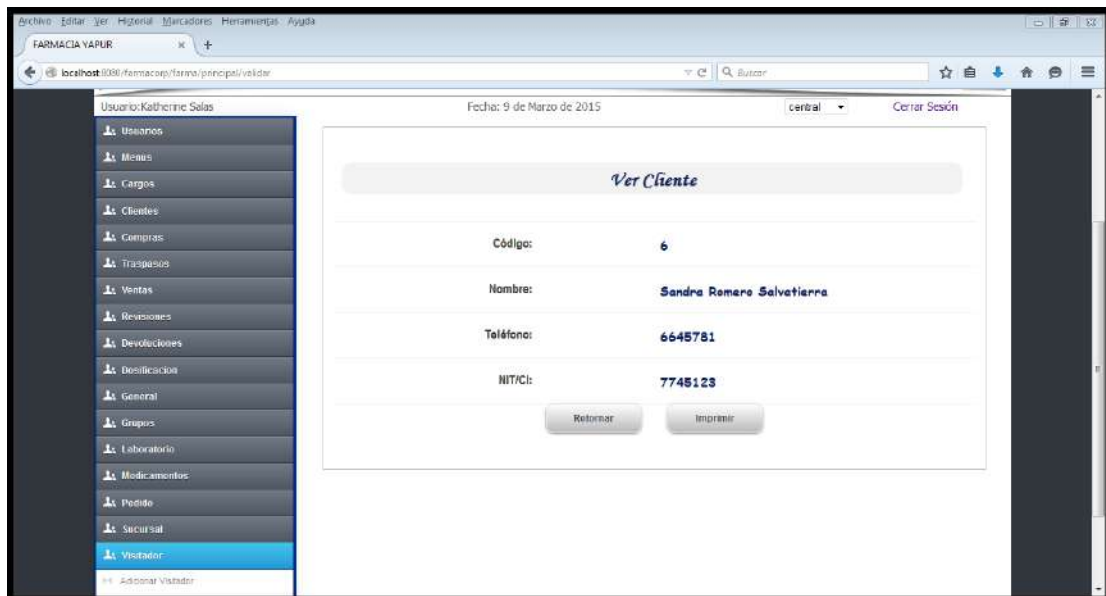 Archivo Editar Ver Historial Marcadores Herramientas Ayuda
FARMACIA YAPUR
localhost:8080/farmacorp/farma/principal/validar
Buscar
Usuario:Katherine Salas Fecha: 9 de Marzo de 2015 central Cerrar Sesión
Usuarios
Menus
Cargos
Clientes
Compras
Traspasos
Ventas
Revisiones
Devoluciones
Dosificacion
General
Grupos
Laboratorio
Medicamentos
Pedido
Sucursal
Visitador
Adicionar Visitador
Ver Cliente
Código: 6
Nombre: Sandra Romero Salvatierra
Teléfono: 6645781
NIT/CI: 7745123
Retornar Imprimir